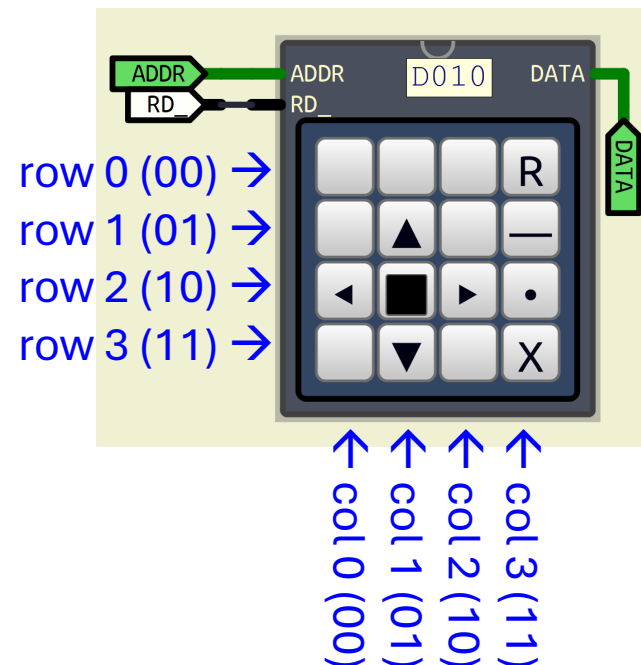 ADDR
RD_
ADDR D010 DATA
RD_
DATA
row 0 (00) →
R
row 1 (01) →
▲ —
row 2 (10) →
◄ ■ ► •
row 3 (11) →
▼ X
← col 0 (00)
← col 1 (01)
← col 2 (10)
← col 3 (11)